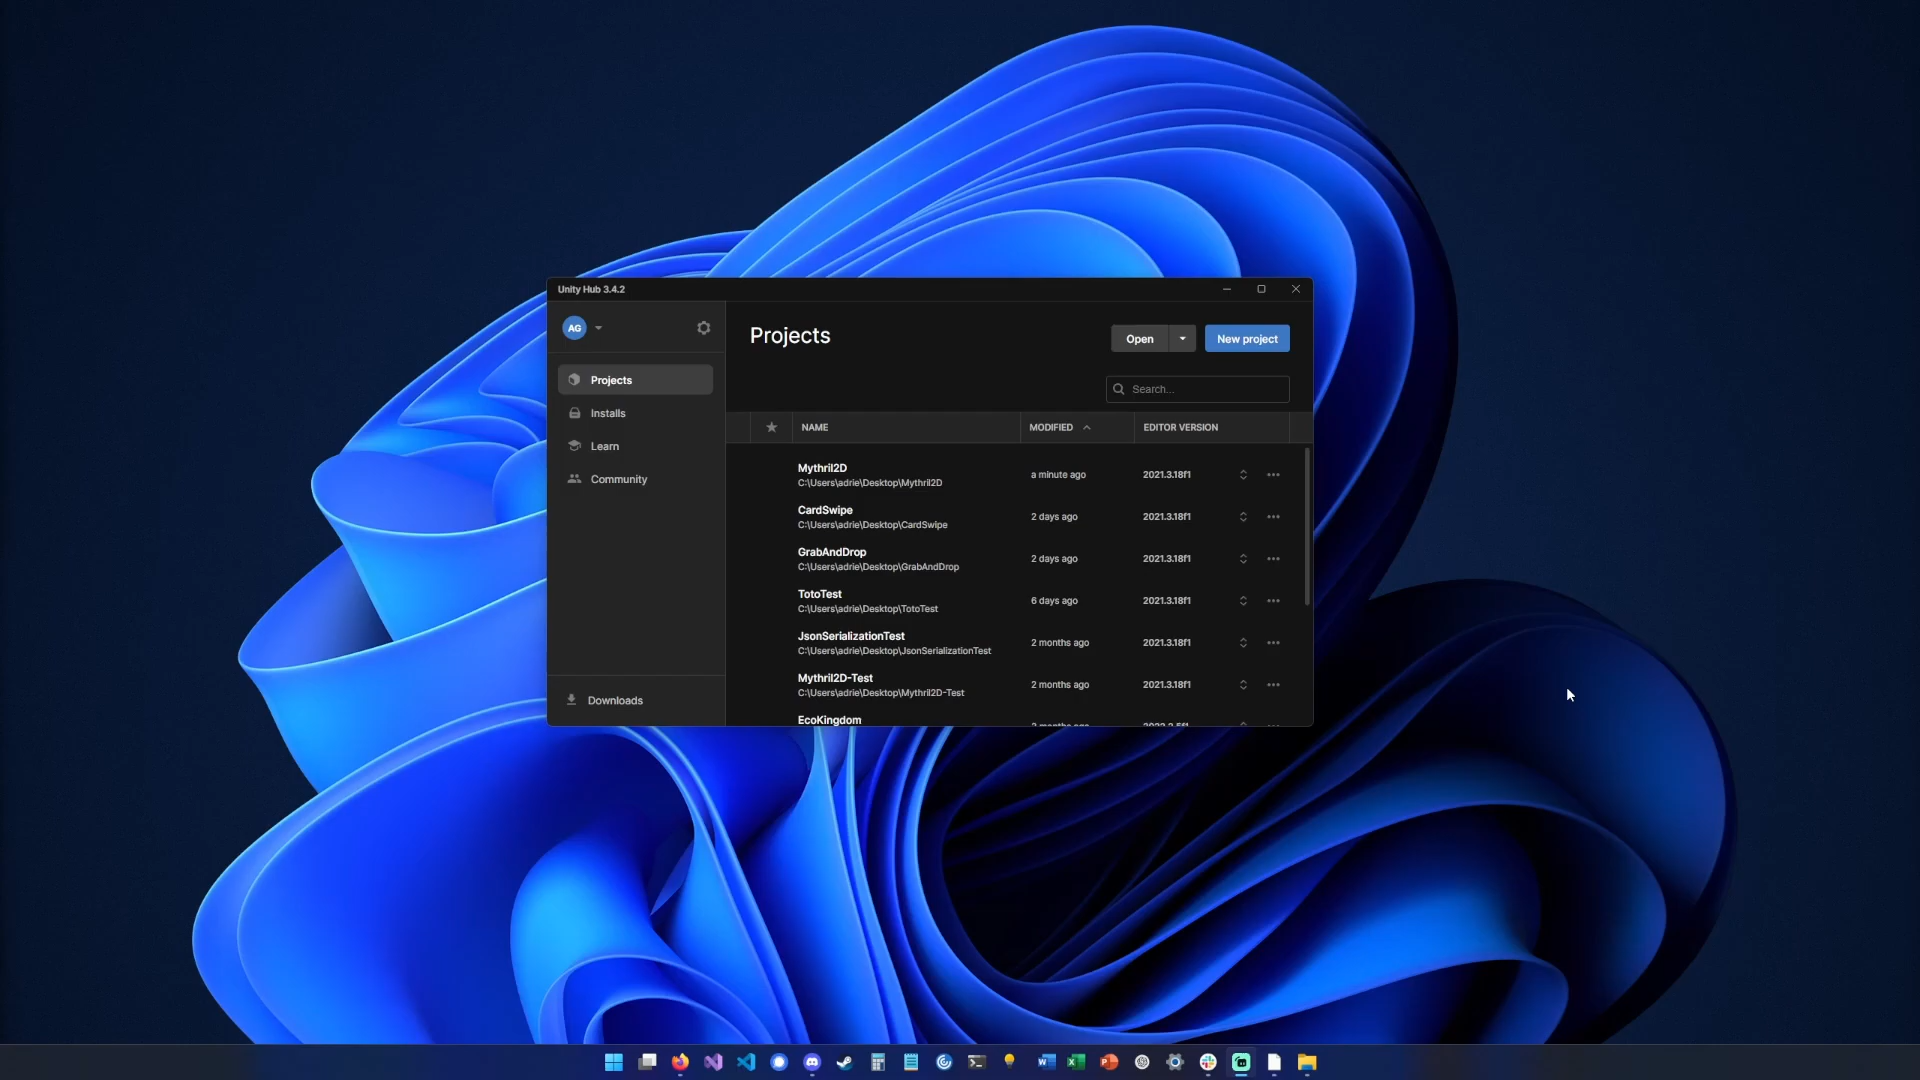 Unity Hub 3.4.2
AG
Projects
Open
New project
Projects
Search...
Installs
Learn
Community
NAME MODIFIED EDITOR VERSION
Mythril2D
C:\Users\adrie\Desktop\Mythril2D
a minute ago 2021.3.18f1
CardSwipe
C:\Users\adrie\Desktop\CardSwipe
2 days ago 2021.3.18f1
GrabAndDrop
C:\Users\adrie\Desktop\GrabAndDrop
2 days ago 2021.3.18f1
TotoTest
C:\Users\adrie\Desktop\TotoTest
6 days ago 2021.3.18f1
JsonSerializationTest
C:\Users\adrie\Desktop\JsonSerializationTest
2 months ago 2021.3.18f1
Mythril2D-Test
C:\Users\adrie\Desktop\Mythril2D-Test
2 months ago 2021.3.18f1
EcoKingdom
Downloads